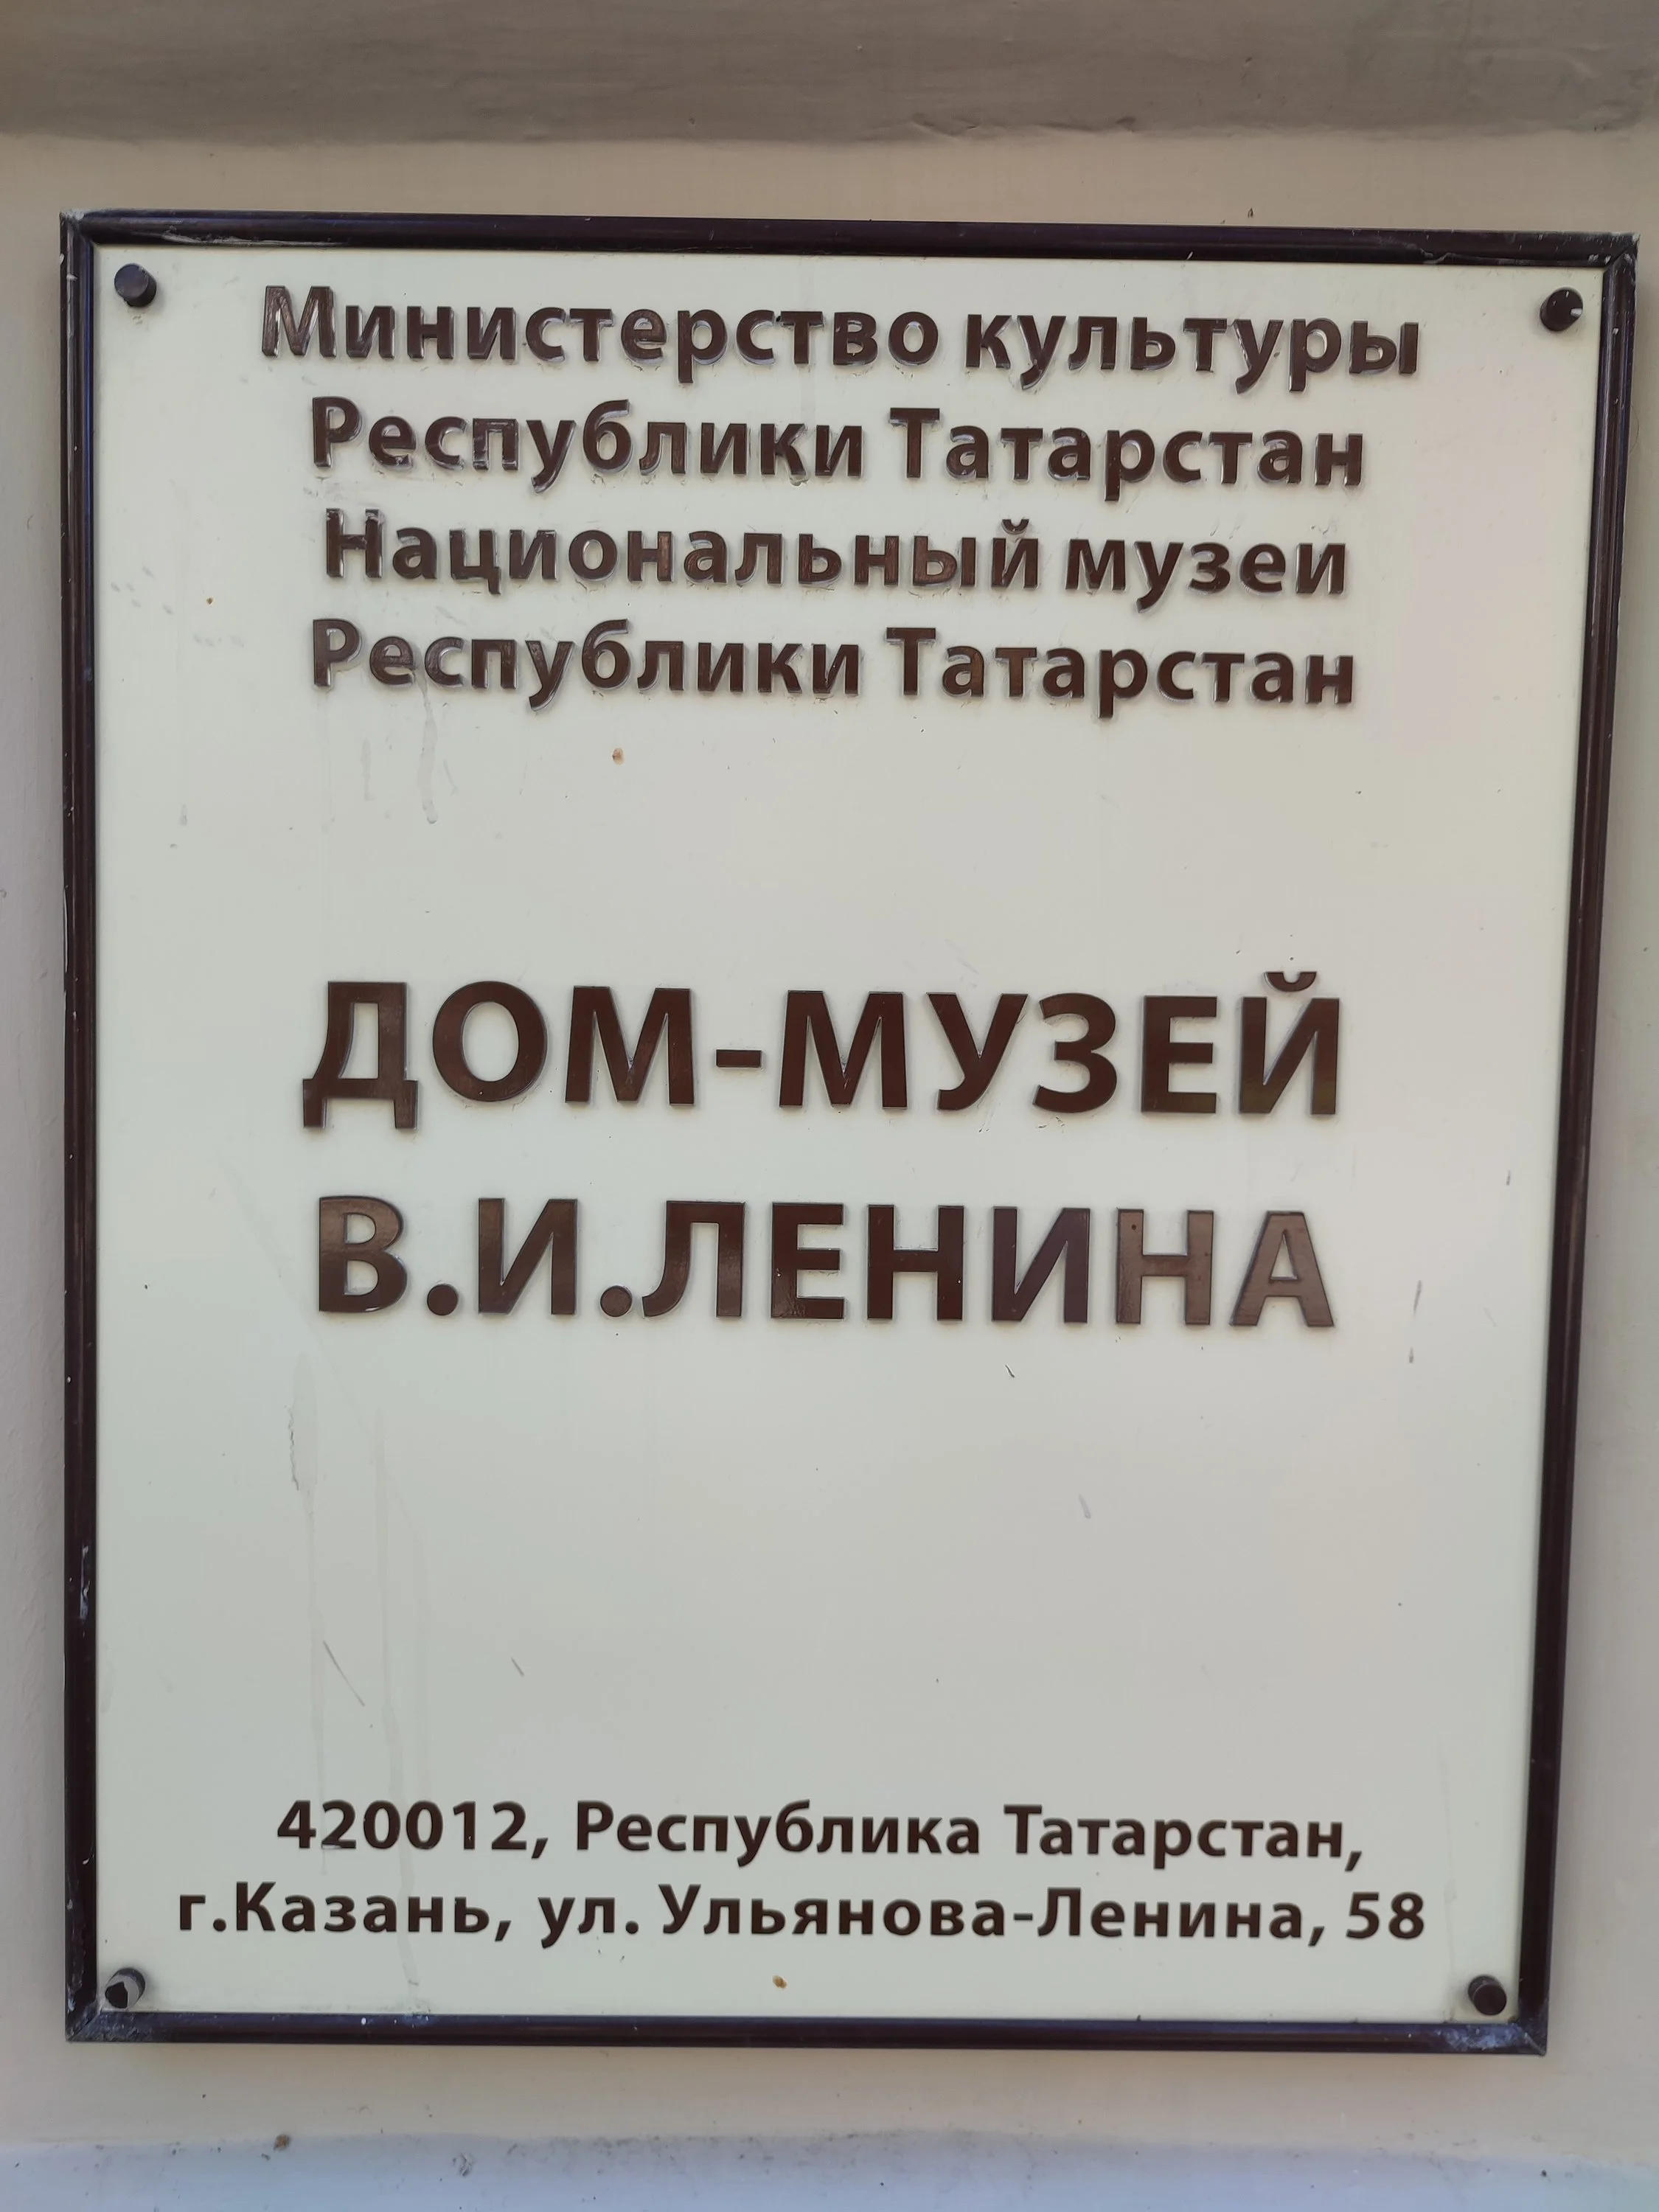 Министерство культуры
Республики Татарстан
Национальный музеи
Республики Татарстан
ДОМ-МУЗЕЙ
В.И.ЛЕНИНА
420012, Республика Татарстан,
г.Казань, ул. Ульянова-Ленина, 58